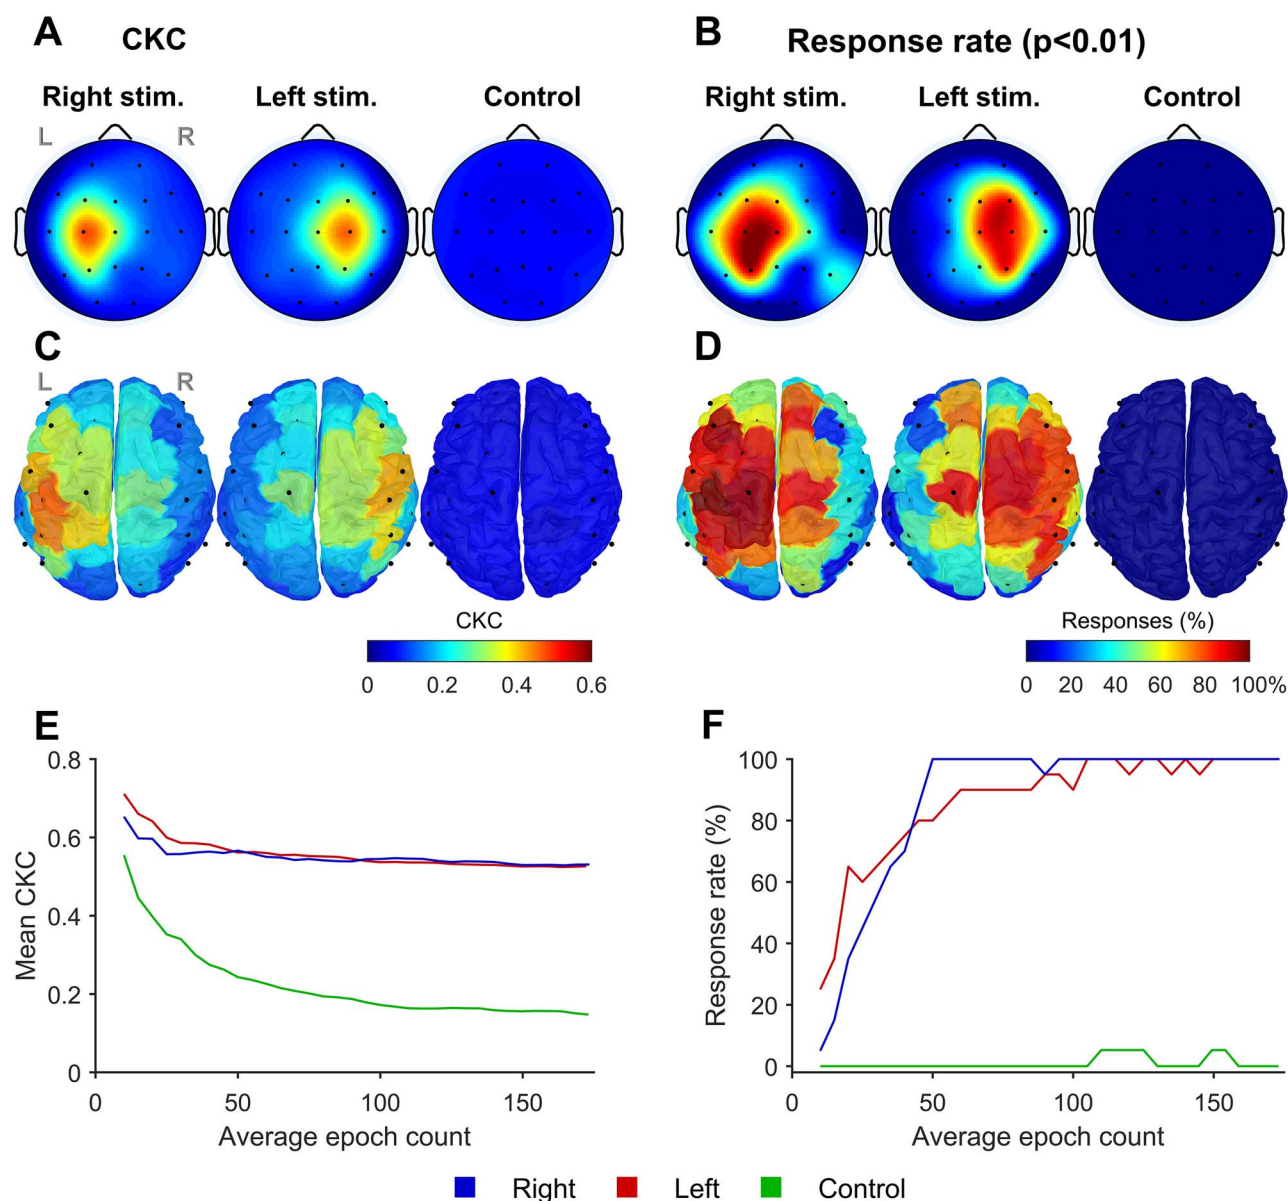 A CKC
B Response rate (p<0.01)
Right stim. Left stim. Control
Right stim. Left stim. Control
L R
C
D
L R
CKC
0 0.2 0.4 0.6
Responses (%)
0 20 40 60 80 100%
E
0.8
0.6
0.4
0.2
0
Mean CKC
0 50 100 150
Average epoch count
F
100
80
60
40
20
0
Response rate (%)
0 50 100 150
Average epoch count
Right Left Control